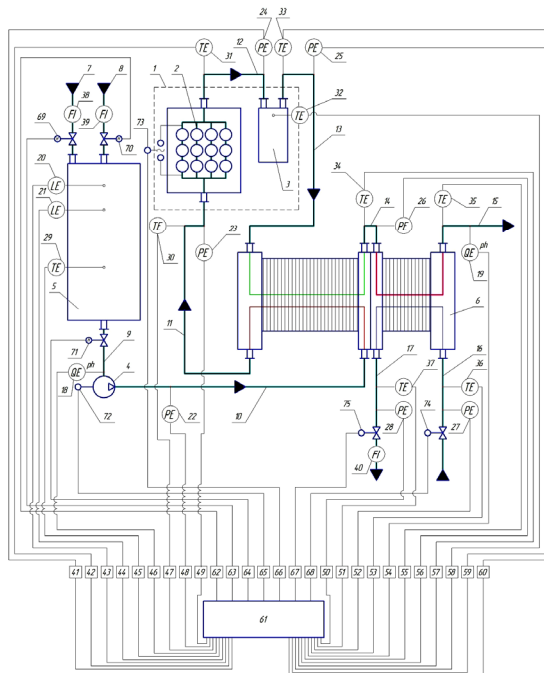 24 33
TE PE TE PE
12 31 25
7 8
1 2
38
FI FI
39
32
TE
69
73
13
70
3
20
LE
34
21
LE
TE TE
14 PE 26 35 15
29
TE
TE PE 23
30
QE ph
19
5
6
11
9
17 16
71
37 36
QE ph 4
TE TE
18
10
75 74
72 PE 22
PE PE
28 27
FI
40
41 42 43 44 45 46 47 48 49 62 63 64 65 66 67 68 50 51 52 53 54 55 56 57 58 59 60
61